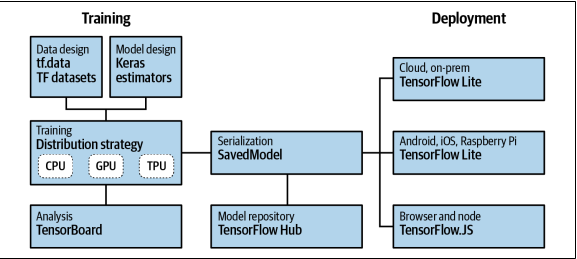 Training
Deployment
Data design
tf.data
TF datasets
Model design
Keras
estimators
Training
Distribution strategy
CPU
GPU
TPU
Analysis
TensorBoard
Serialization
SavedModel
Model repository
TensorFlow Hub
Cloud, on-prem
TensorFlow Lite
Android, iOS, Raspberry Pi
TensorFlow Lite
Browser and node
TensorFlow.JS